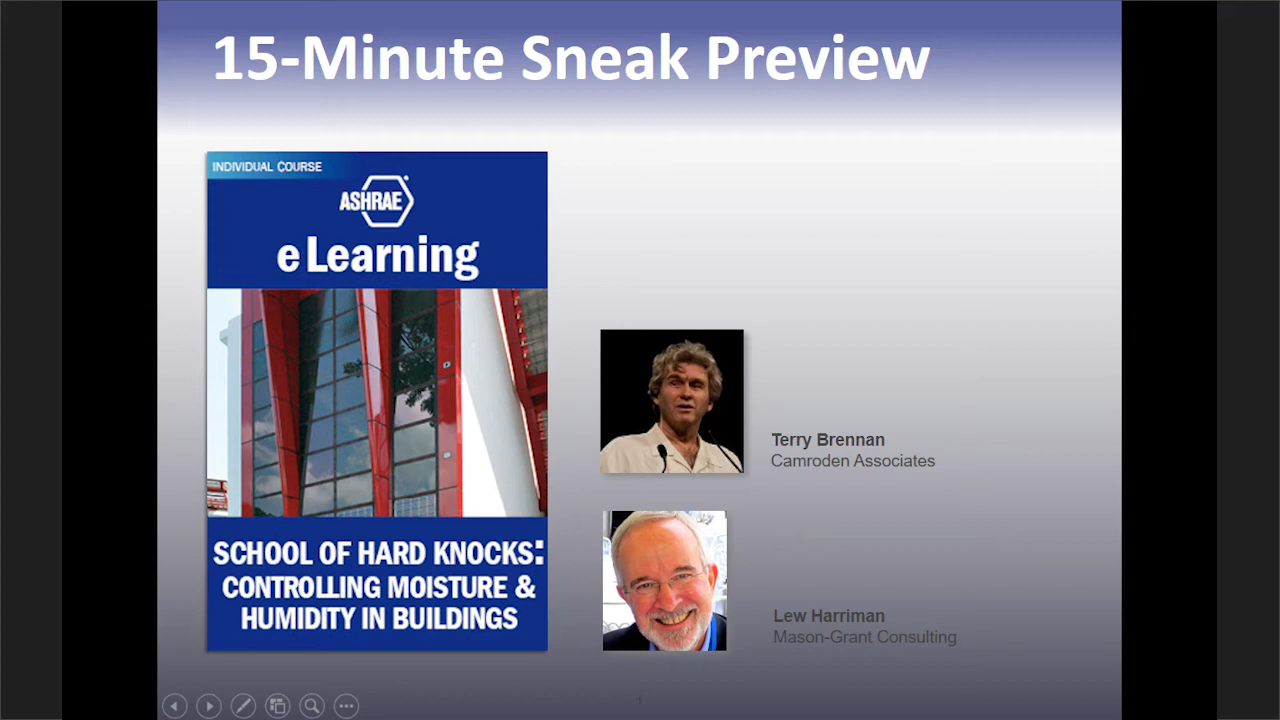 15-Minute Sneak Preview
INDIVIDUAL COURSE
ASHRAE
eLearning
SCHOOL OF HARD KNOCKS:
CONTROLLING MOISTURE &
HUMIDITY IN BUILDINGS
Terry Brennan
Camroden Associates
Lew Harriman
Mason-Grant Consulting
1